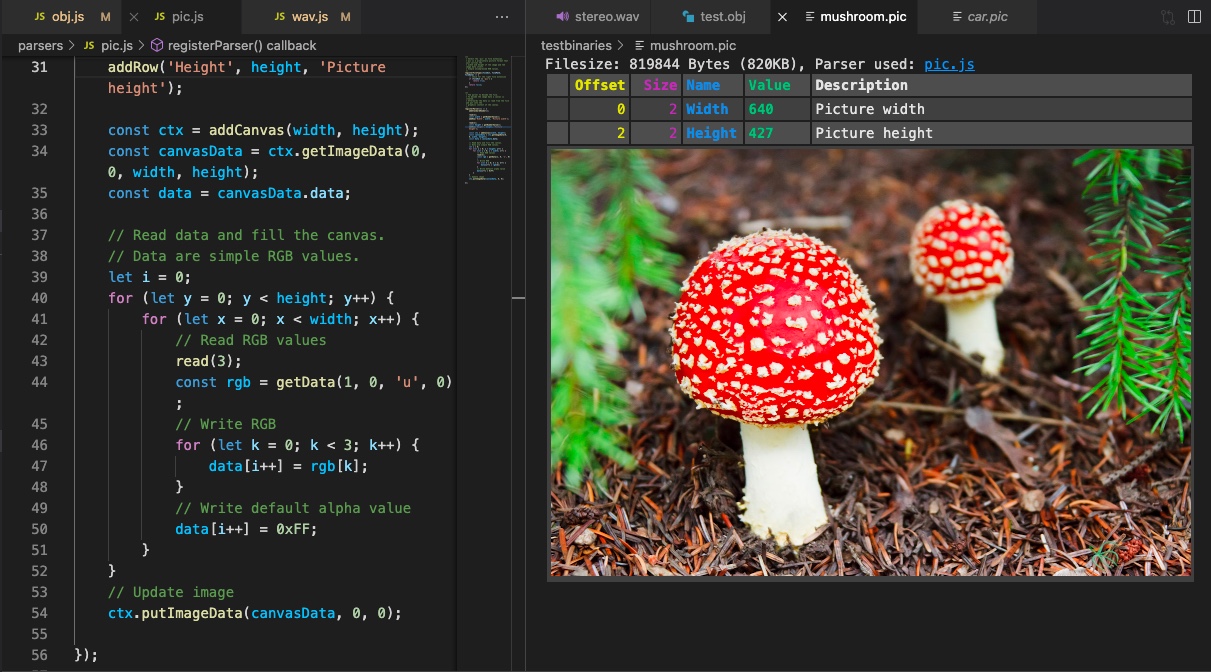 JS obj.js M
JS pic.js
JS wav.js M
...
parsers > JS pic.js > registerParser() callback
31 addRow('Height', height, 'Picture
height');
32
33 const ctx = addCanvas(width, height);
34 const canvasData = ctx.getImageData(0,
0, width, height);
35 const data = canvasData.data;
36
37 // Read data and fill the canvas.
38 // Data are simple RGB values.
39 let i = 0;
40 for (let y = 0; y < height; y++) {
41 for (let x = 0; x < width; x++) {
42 // Read RGB values
43 read(3);
44 const rgb = getData(1, 0, 'u', 0)
;
45 // Write RGB
46 for (let k = 0; k < 3; k++) {
47 data[i++] = rgb[k];
48 }
49 // Write default alpha value
50 data[i++] = 0xFF;
51 }
52 }
53 // Update image
54 ctx.putImageData(canvasData, 0, 0);
55
56 });
stereo.wav
test.obj
mushroom.pic
car.pic
testbinaries > mushroom.pic
Filesize: 819844 Bytes (820KB), Parser used: pic.js
Offset Size Name Value Description
0 2 Width 640 Picture width
2 2 Height 427 Picture height